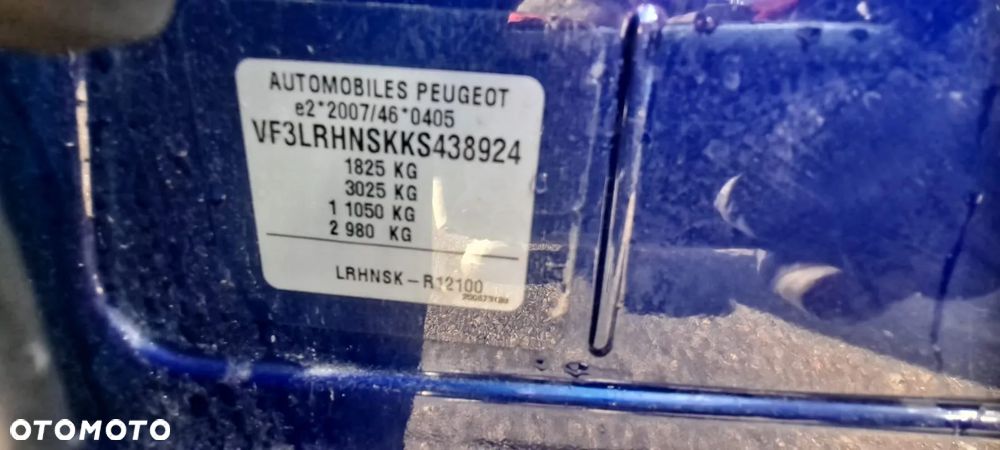 AUTOMOBILES PEUGEOT
e2*2007/46*0405
VF3LRHNSKKS438924
1825 KG
3025 KG
1 1050 KG
2 980 KG
LRHNSK-R12100
OTOMOTO